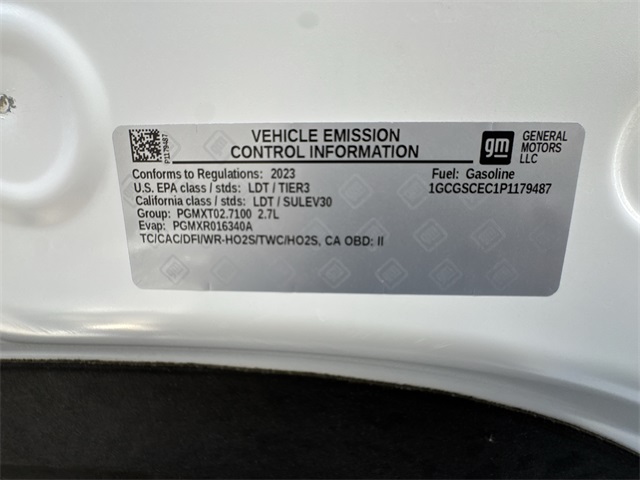 VEHICLE EMISSION
CONTROL INFORMATION
gm
GENERAL
MOTORS
LLC
P1179487
Conforms to Regulations: 2023
Fuel: Gasoline
U.S. EPA class / stds: LDT / TIER3
1GCGSCEC1P1179487
California class / stds: LDT / SULEV30
Group: PGMXT02.7100 2.7L
Evap: PGMXR016340A
TC/CAC/DFI/WR-HO2S/TWC/HO2S, CA OBD: II